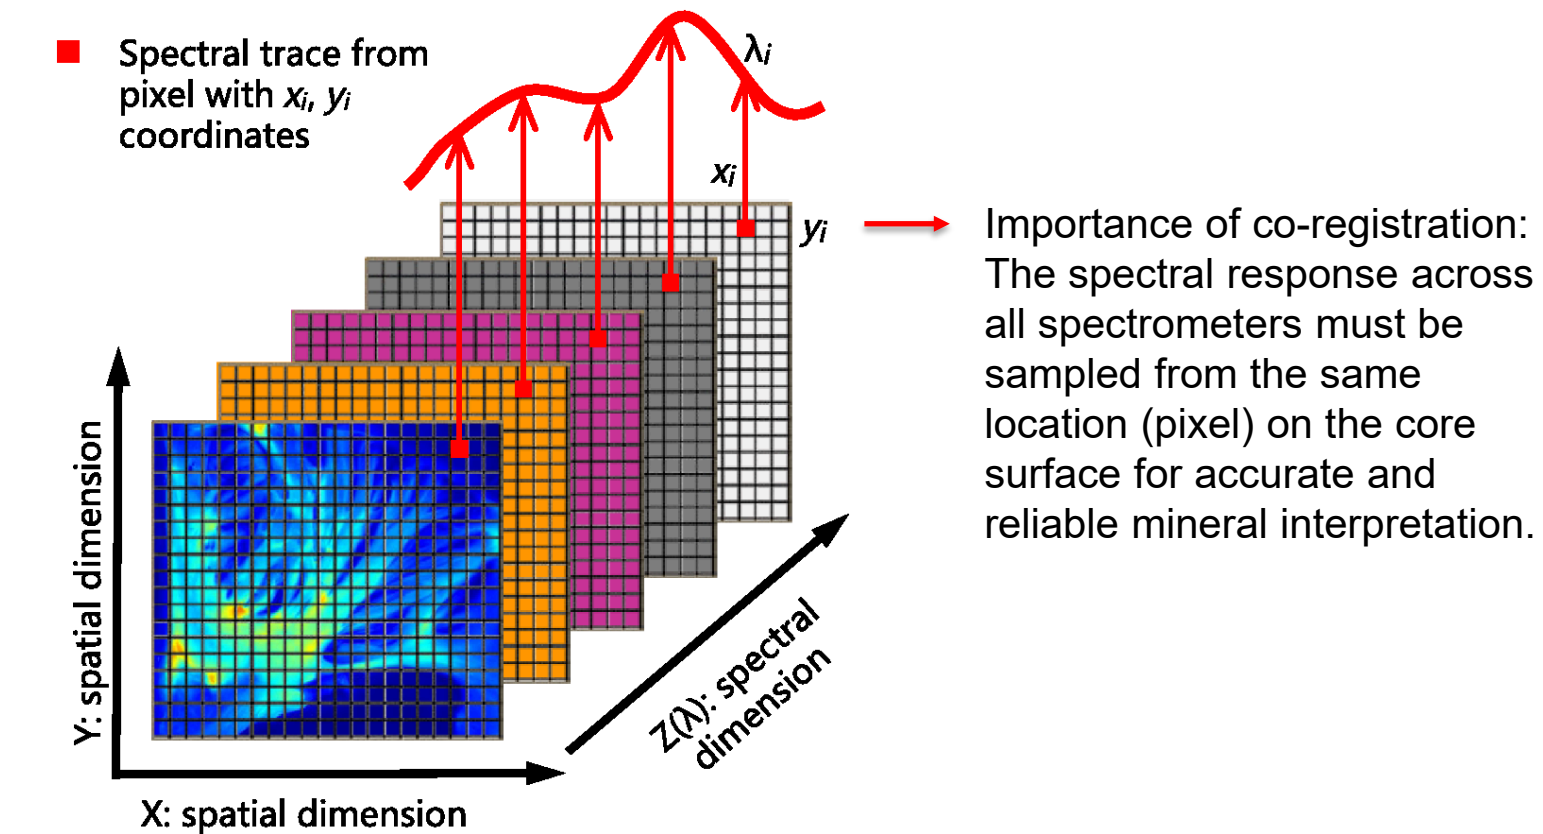 Spectral trace from
pixel with xi, yi
coordinates
λi
xi
yi
Importance of co-registration:
The spectral response across
all spectrometers must be
sampled from the same
location (pixel) on the core
surface for accurate and
reliable mineral interpretation.
Y: spatial dimension
Z(λ): spectral
dimension
X: spatial dimension